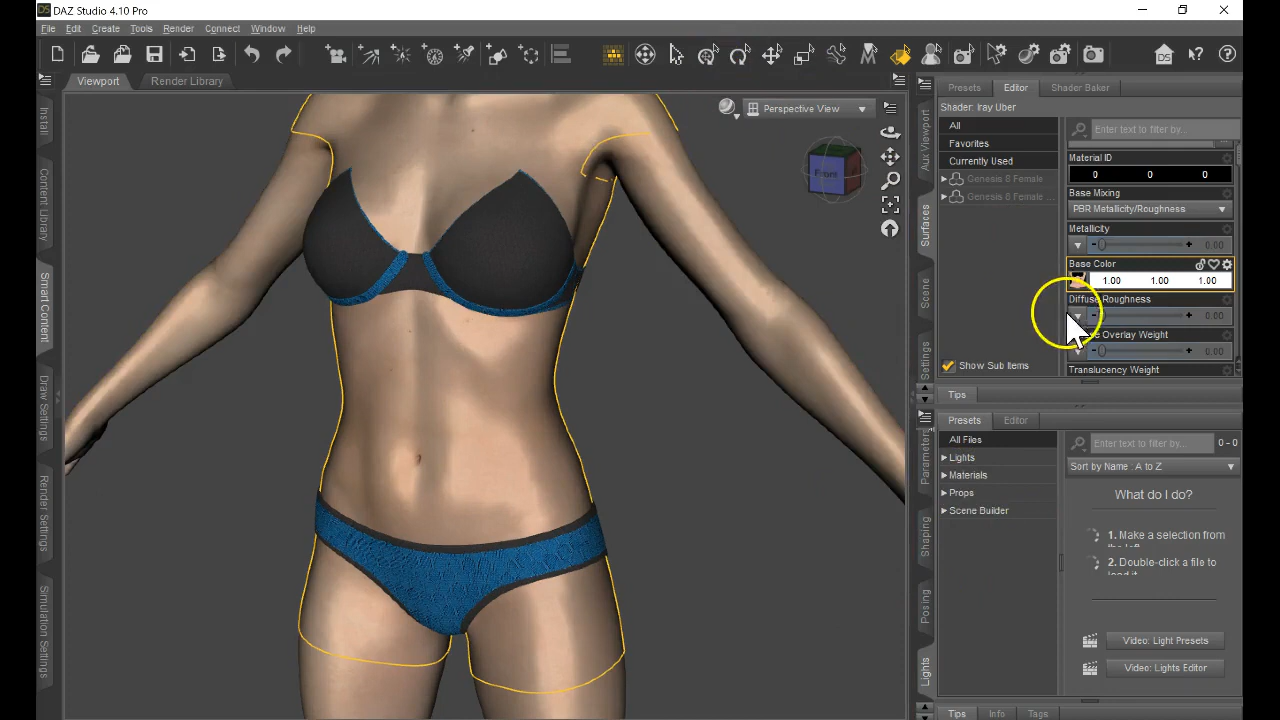 DAZ Studio 4.10 Pro
File Edit Create Tools Render Connect Window Help
Viewport Render Library
Perspective View
Front
Install
Content Library
Smart Content
Draw Settings
Render Settings
Simulation Settings
Aux Viewport
Surfaces
Scene
Settings
Presets Editor Shader Baker
Shader: Iray Uber
All
Favorites
Currently Used
Genesis 8 Female
Genesis 8 Female ...
Show Sub Items
Enter text to filter by...
Material ID
0 0 0
Base Mixing
PBR Metallicity/Roughness
Metallicity
0.00
Base Color
1.00 1.00 1.00
Diffuse Roughness
0.00
Overlay Weight
0.00
Translucency Weight
Tips
Parameters
Shaping
Posing
Lights
Presets Editor
All Files
Lights
Materials
Props
Scene Builder
Enter text to filter by... 0 - 0
Sort by Name : A to Z
What do I do?
1. Make a selection from
2. Double-click a file to
Video: Light Presets
Video: Lights Editor
Tips Info Tags